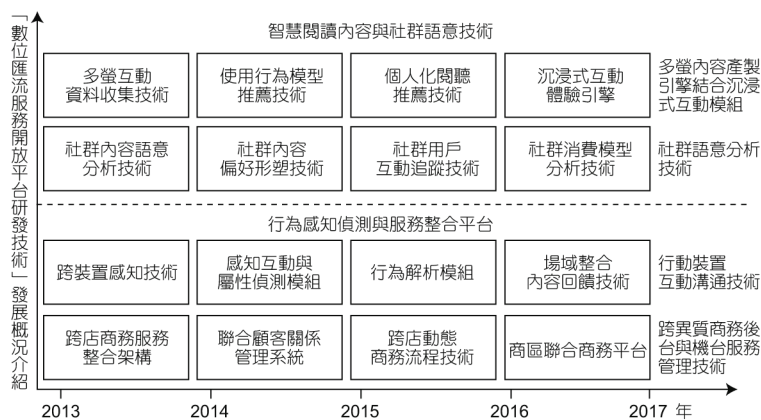 「數位匯流服務開放平台研發技術」發展概況介紹
智慧閱讀內容與社群語意技術
多螢互動
資料收集技術
使用行為模型
推薦技術
個人化閱聽
推薦技術
沉浸式互動
體驗引擎
多螢內容產製
引擎結合沉浸
式互動模組
社群內容語意
分析技術
社群內容
偏好形塑技術
社群用戶
互動追蹤技術
社群消費模型
分析技術
社群語意分析
技術
行為感知偵測與服務整合平台
跨裝置感知技術
感知互動與
屬性偵測模組
行為解析模組
場域整合
內容回饋技術
行動裝置
互動溝通技術
跨店商務服務
整合架構
聯合顧客關係
管理系統
跨店動態
商務流程技術
商區聯合商務平台
跨異質商務後
台與機台服務
管理技術
2013
2014
2015
2016
2017 年